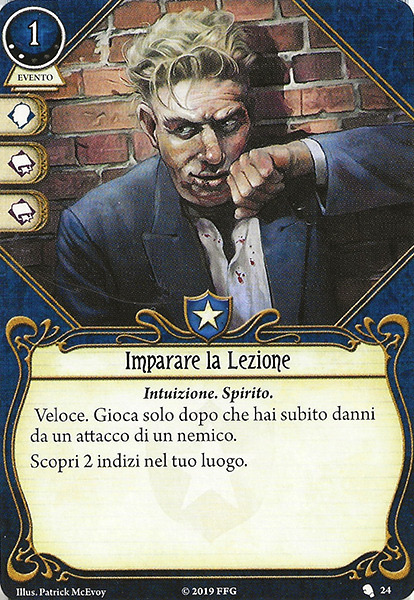 1
EVENTO
Imparare la Lezione
Intuizione. Spirito.
Veloce. Gioca solo dopo che hai subito danni
da un attacco di un nemico.
Scopri 2 indizi nel tuo luogo.
Illus. Patrick McEvoy
© 2019 FFG
24